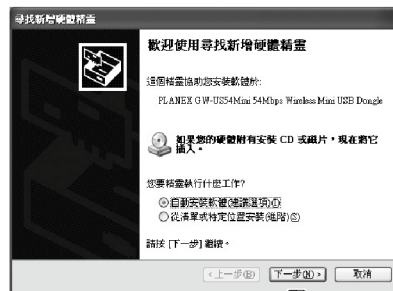 尋找新增硬體精靈
歡迎使用尋找新增硬體精靈
這個精靈協助您安裝軟體於:
PLANEX GW-US54Mini 54Mbps Wireless Mini USB Dongle
如果您的硬體附有安裝 CD 或磁片，現在將它
插入。
您要精靈執行什麼工作?
自動安裝軟體(建議選項)(I)
從清單或特定位置安裝(進階)(S)
請按 [下一步] 繼續。
<上一步(B) 下一步(N)> 取消